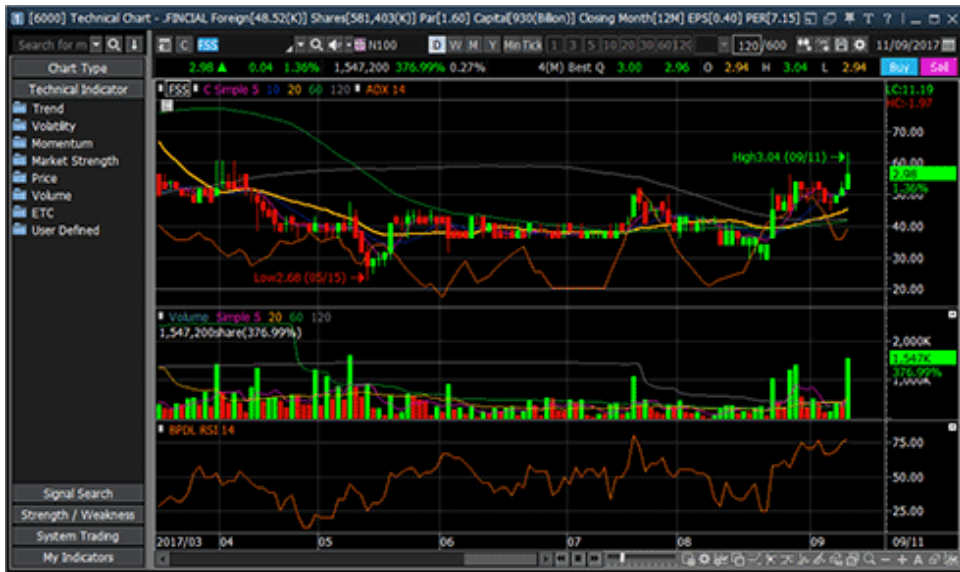 [6000] Technical Chart - .FINCIAL Foreign[48.52(K)] Shares[581,403(K)] Par[1.60] Capital[930(Billon)] Closing Month[12M] EPS[0.40] PER[7.15]
Search for m C FSS N100 D W M Y Min Tick 1 3 5 10 20 30 60 120 120 /600 11/09/2017
Chart Type 2.98 ▲ 0.04 1.36% 1,547,200 376.99% 0.27% 4(M) Best Q 3.00 2.96 O 2.94 H 3.04 L 2.94 Buy Sell
Technical Indicator FSS C Simple 5 10 20 60 120 ADX 14 LC:11.19
HC:-1.97
Trend
Volatility
Momentum
Market Strength
Price
Volume
ETC
User Defined
70.00
High3.04 (09/11) →
60.00
2.98
1.36%
50.00
40.00
30.00
Low2.68 (05/15) →
20.00
Volume Simple 5 20 60 120
1,547,200share(376.99%)
2,000K
1,547K
376.99%
1,000K
BPDL RSI 14
75.00
50.00
25.00
Signal Search
Strength / Weakness
System Trading
My Indicators
2017/03 04 05 06 07 08 09 09/11